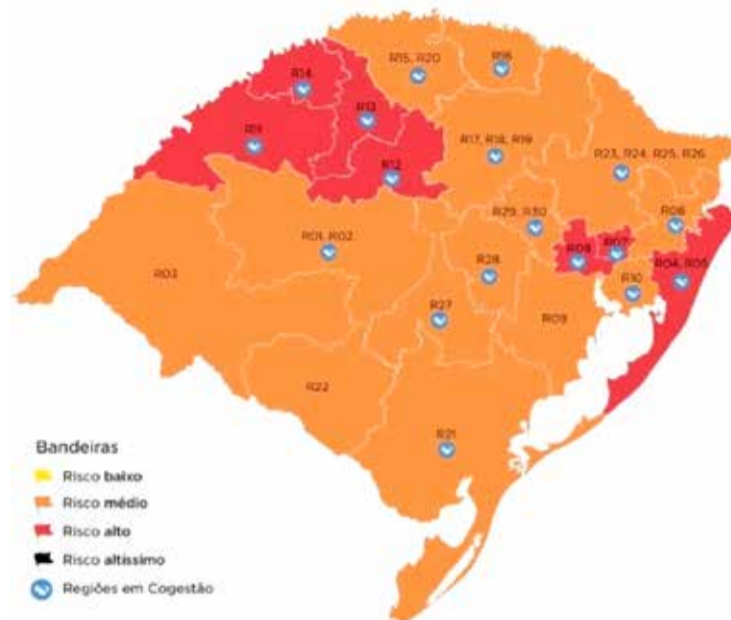 R14
R15, R20
R16
R13
R11
R17, R18, R19
R12
R23, R24, R25, R26
R29, R30
R06
R01, R02
R08
R07
R04, R05
R03
R28
R10
R27
R09
R22
R21
Bandeiras
Risco baixo
Risco médio
Risco alto
Risco altíssimo
Regiões em Cogestão